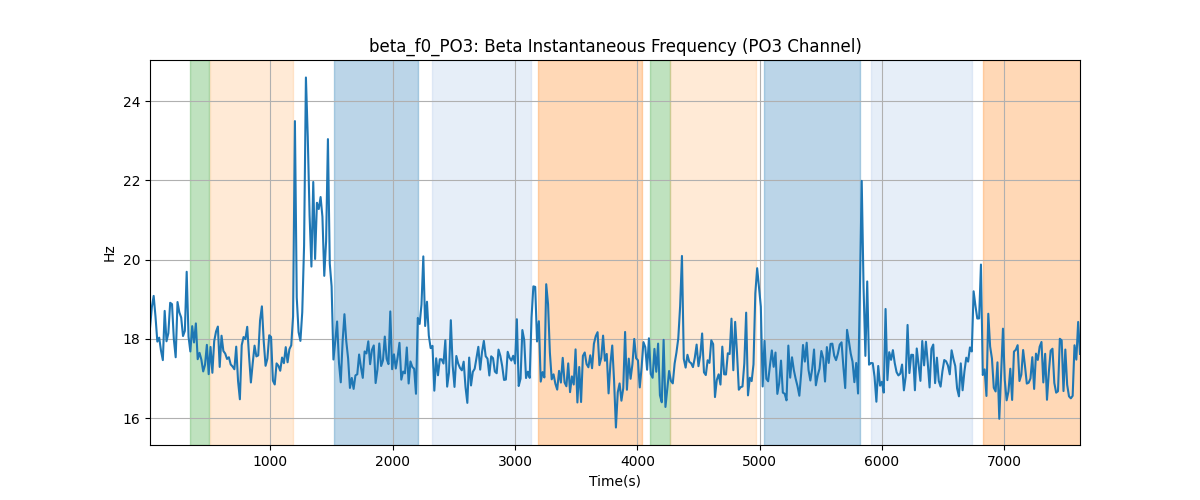 beta_f0_PO3: Beta Instantaneous Frequency (PO3 Channel)
24
22
20
18
16
Hz
1000 2000 3000 4000 5000 6000 7000
Time(s)